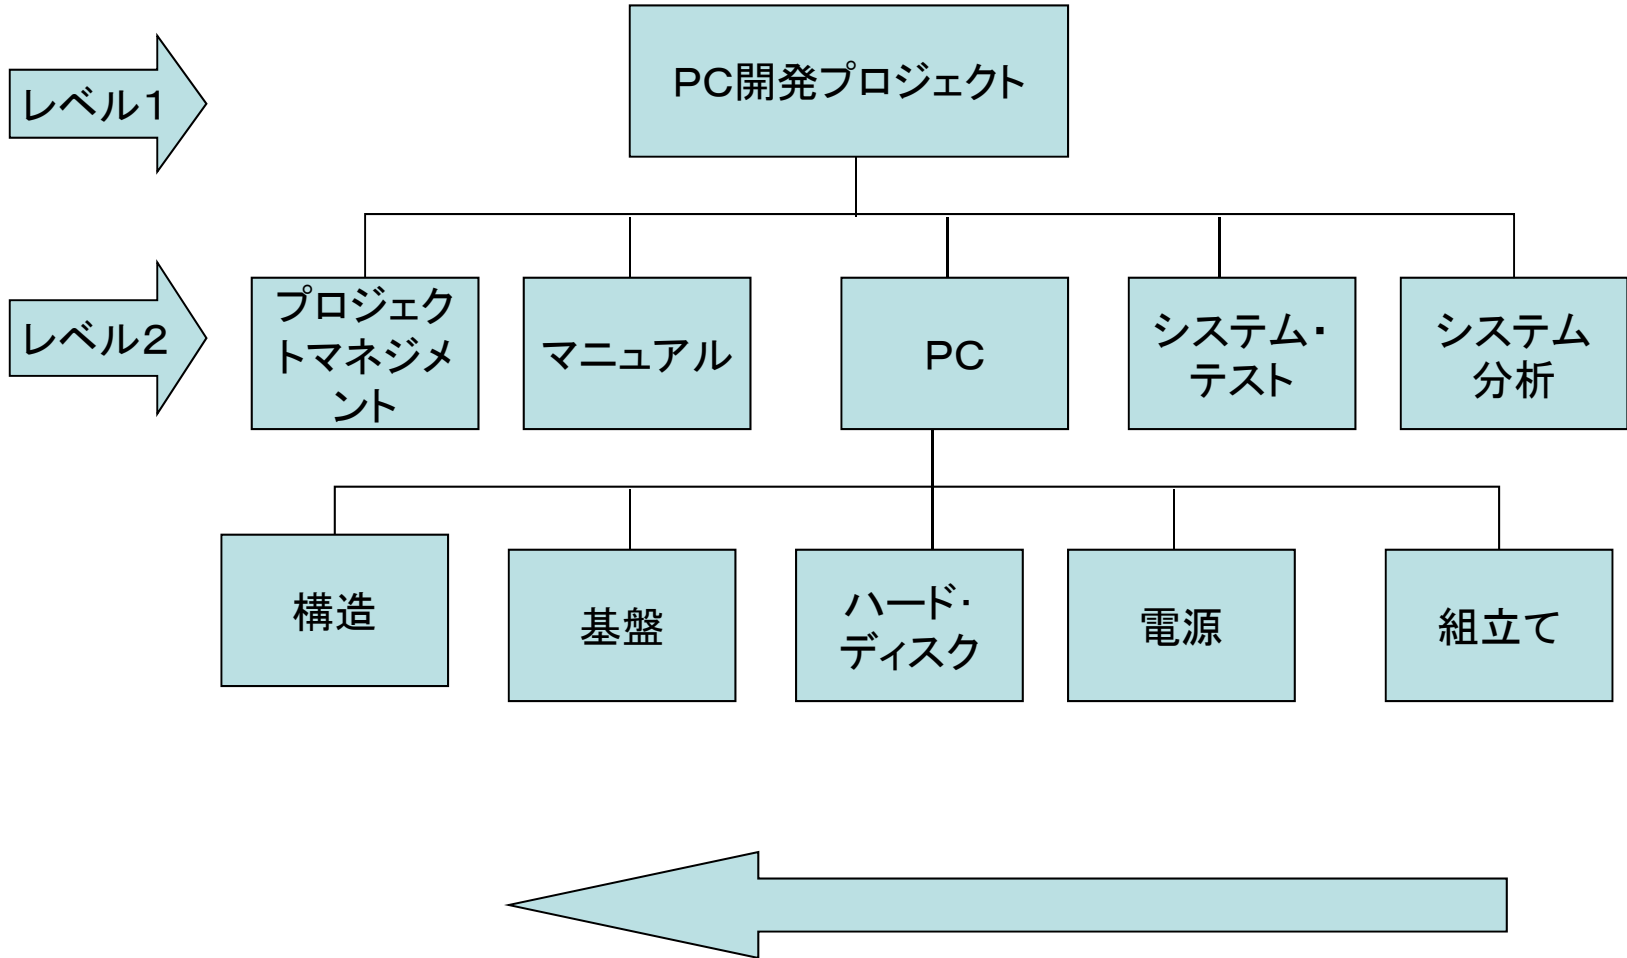 PC開発プロジェクト
レベル1
レベル2
プロジェク
トマネジメ
ント
マニュアル
PC
システム・
テスト
システム
分析
構造
基盤
ハード・
ディスク
電源
組立て